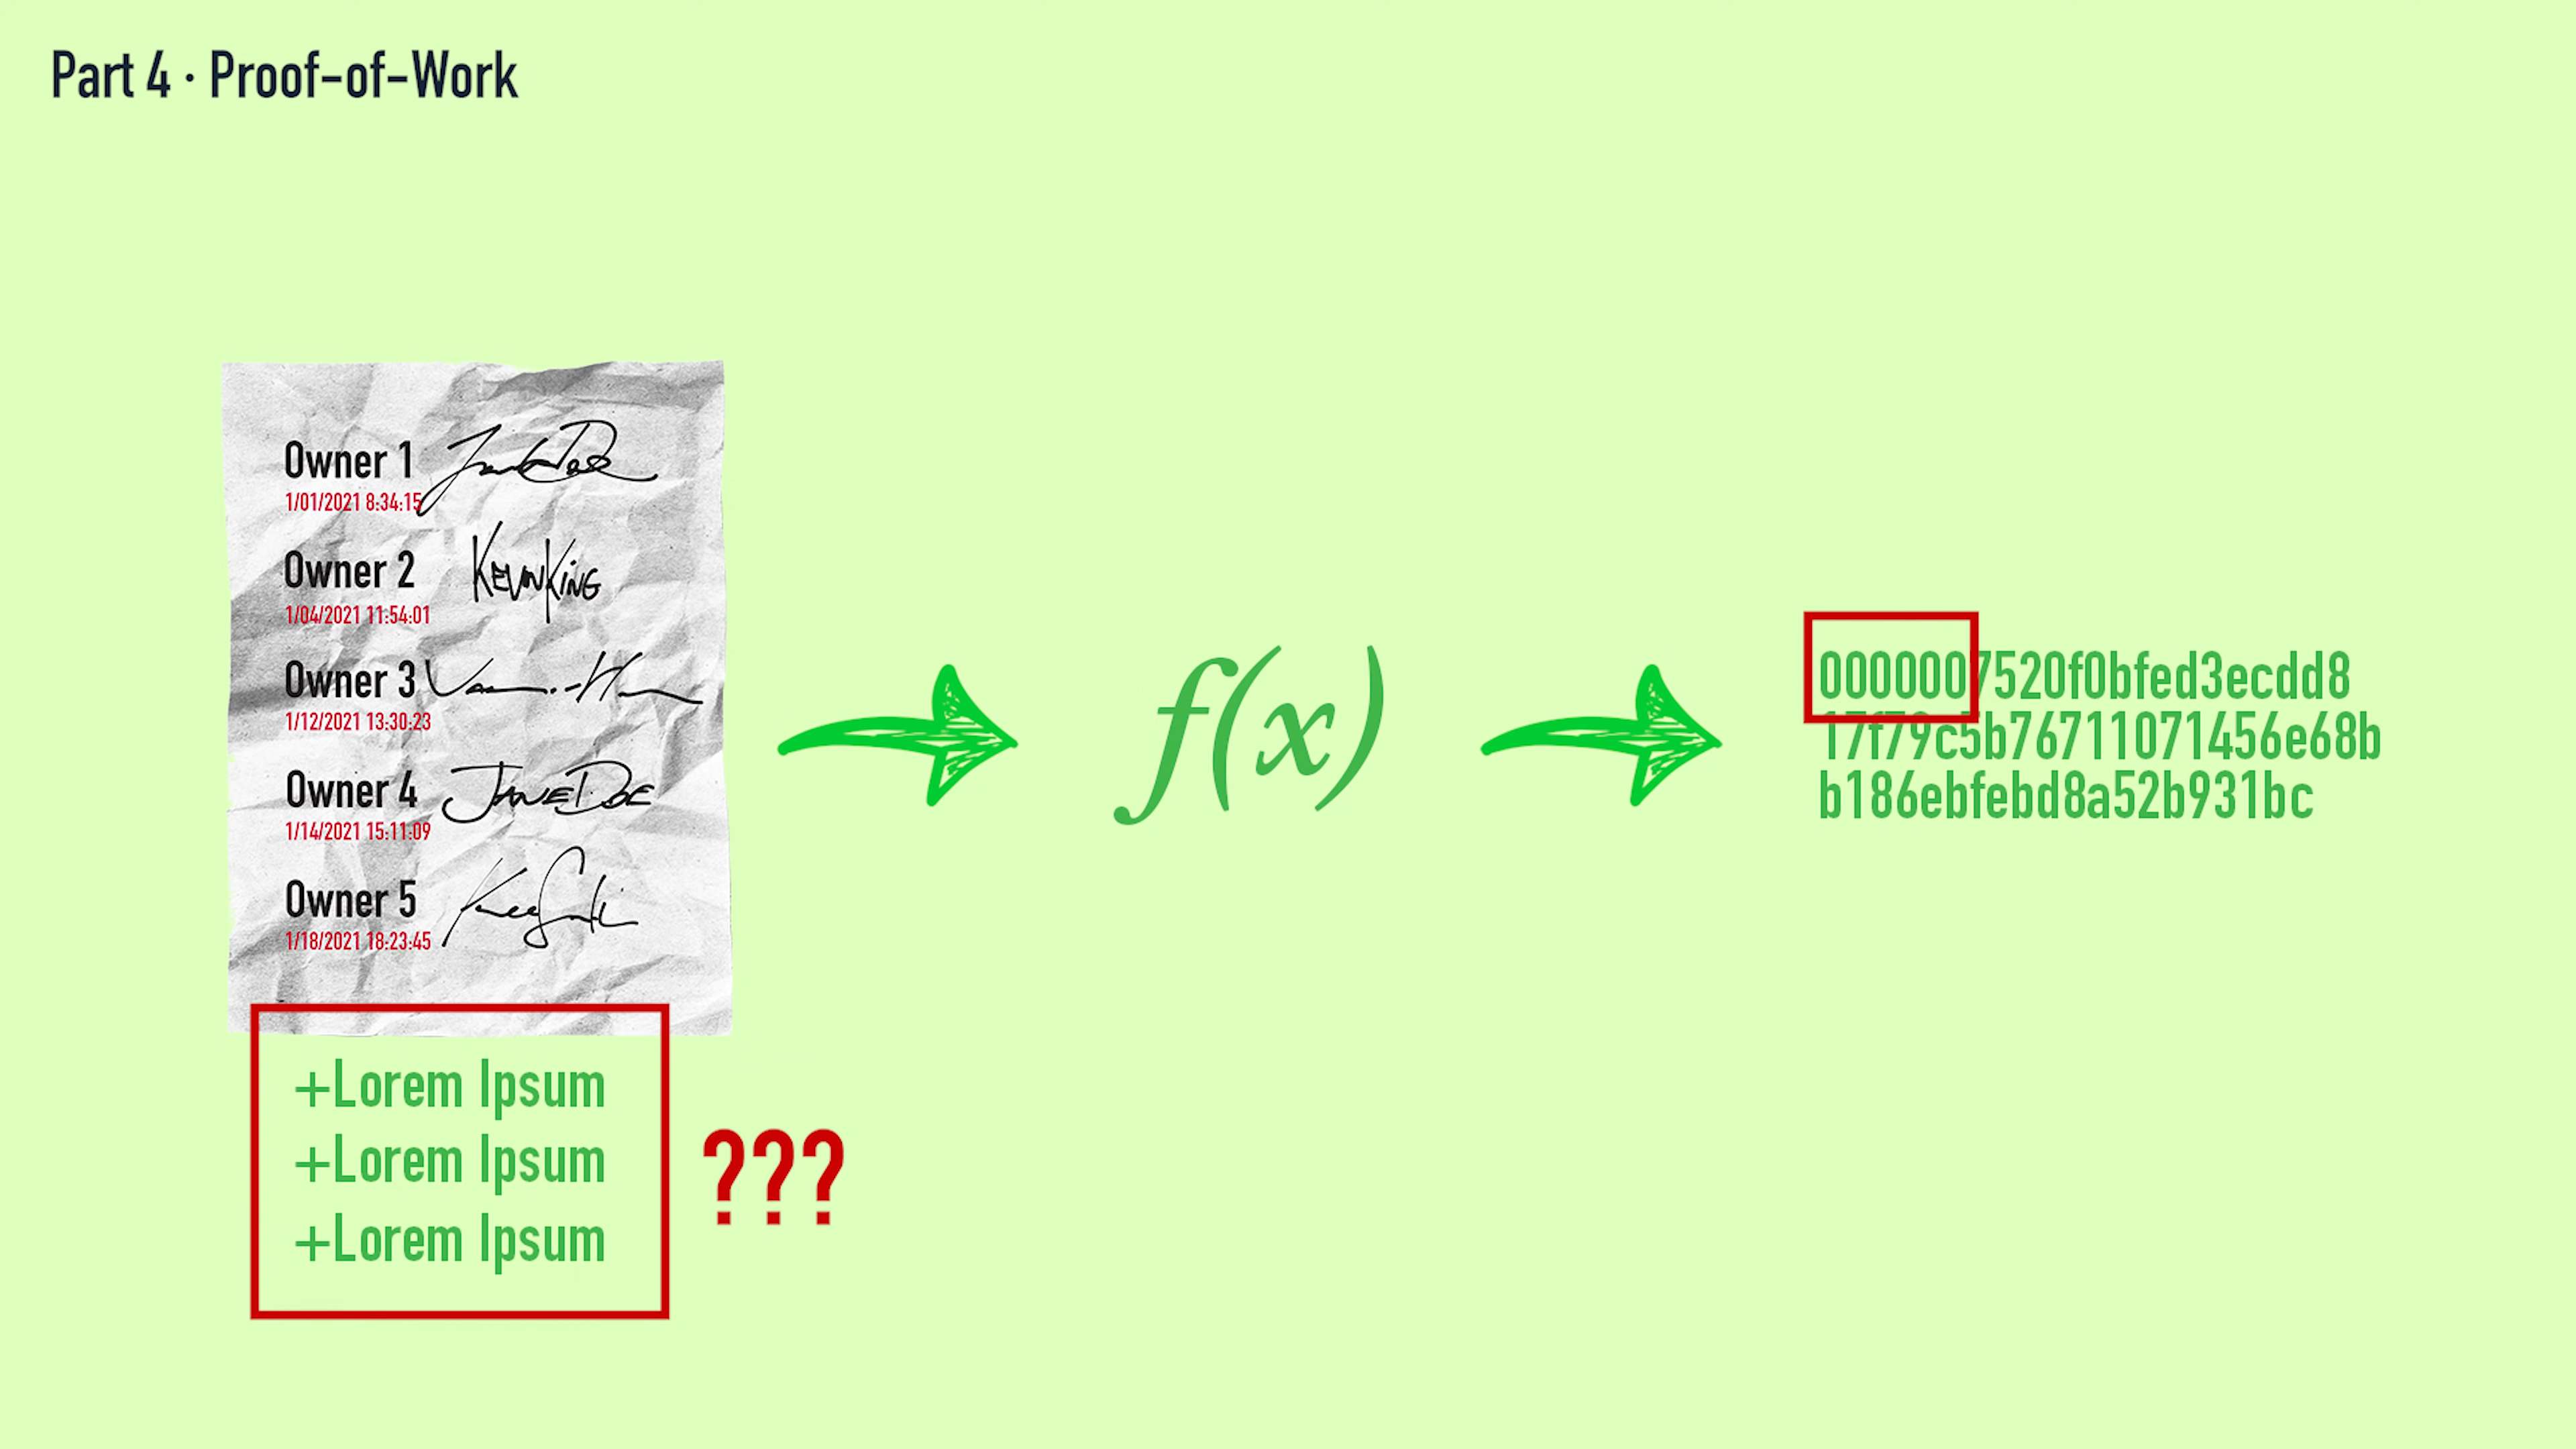 Part 4 · Proof-of-Work
Owner 1
1/01/2021 8:34:15
Owner 2 KEVINKING
1/04/2021 11:54:01
Owner 3
1/12/2021 13:30:23
Owner 4 JANEDOE
1/14/2021 15:11:09
Owner 5
1/18/2021 18:23:45
+Lorem Ipsum
+Lorem Ipsum
+Lorem Ipsum
???
f(x)
0000007520f0bfed3ecdd8
17f79c5b76711071456e68b
b186ebfebd8a52b931bc